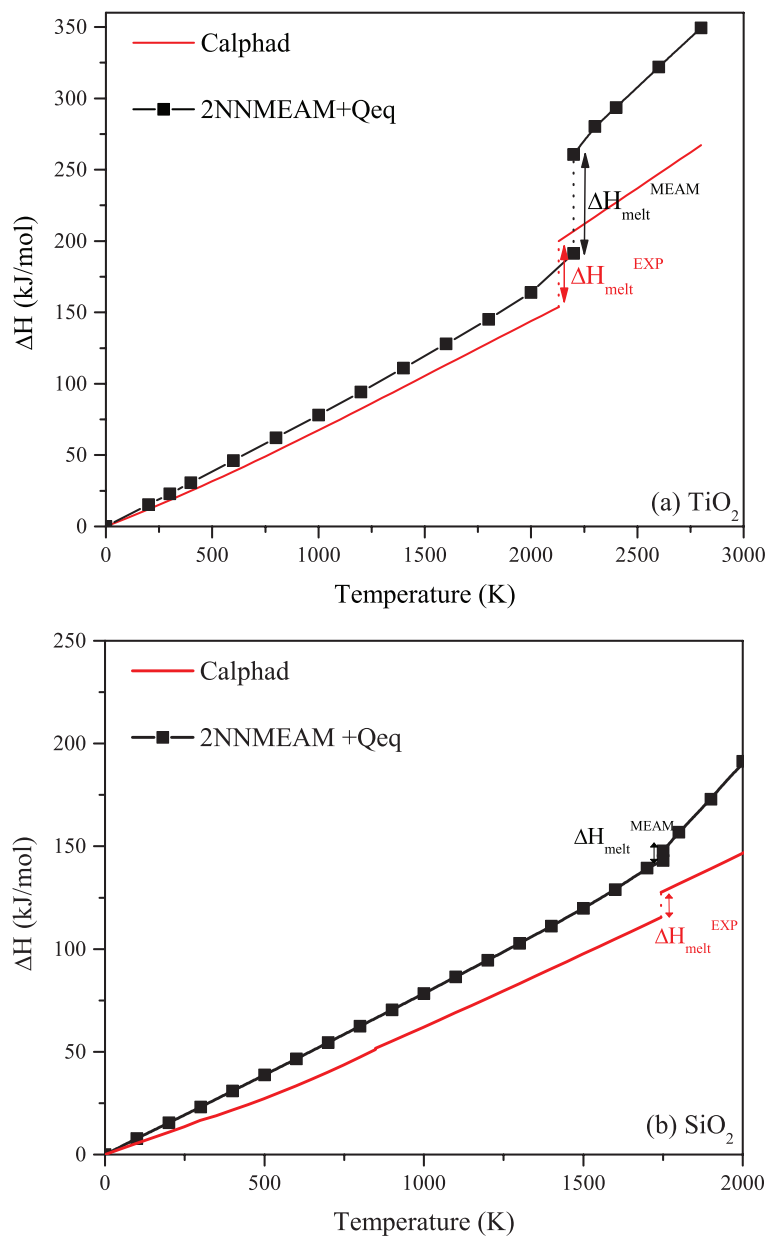 350
300
250
200
150
100
50
0
ΔH (kJ/mol)
Calphad
2NNMEAM+Qeq
ΔH_melt^MEAM
ΔH_melt^EXP
(a) TiO₂
0 500 1000 1500 2000 2500 3000
Temperature (K)
250
200
150
100
50
0
ΔH (kJ/mol)
Calphad
2NNMEAM +Qeq
ΔH_melt^MEAM
ΔH_melt^EXP
(b) SiO₂
0 500 1000 1500 2000
Temperature (K)